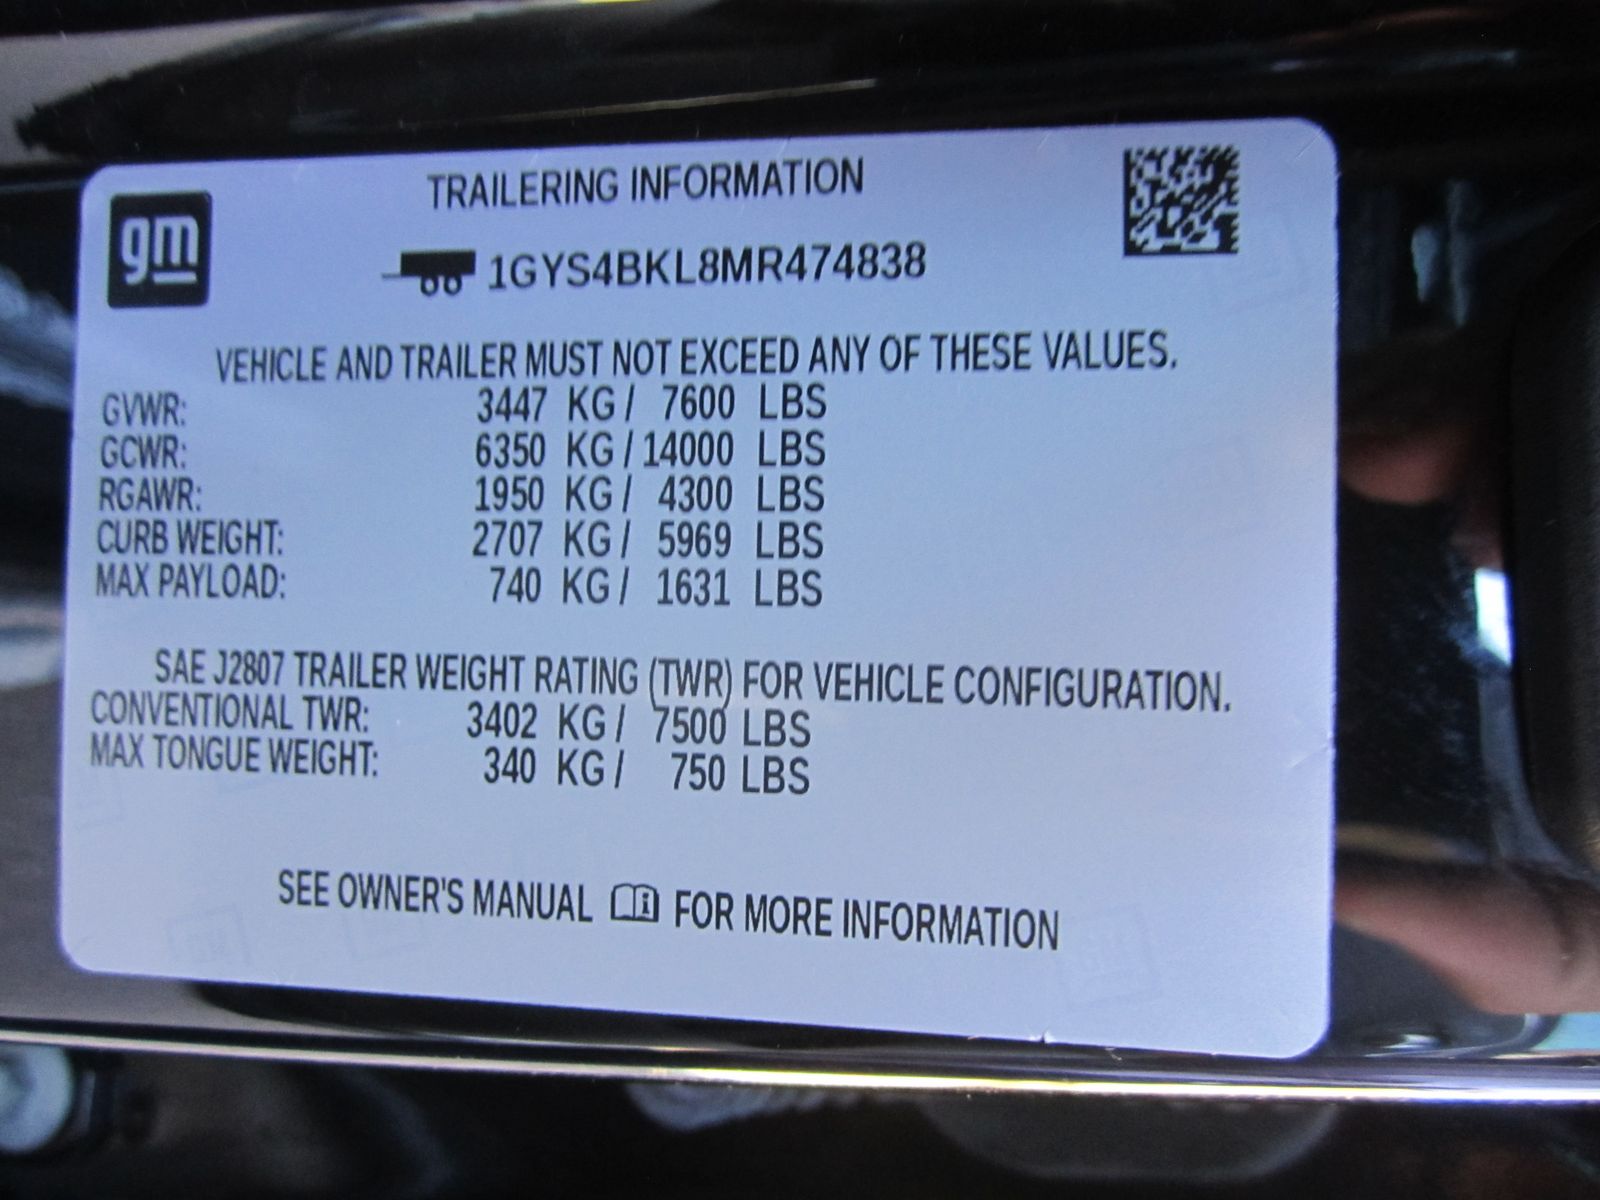 gm
TRAILERING INFORMATION
1GYS4BKL8MR474838
VEHICLE AND TRAILER MUST NOT EXCEED ANY OF THESE VALUES.
GVWR: 3447 KG / 7600 LBS
GCWR: 6350 KG / 14000 LBS
RGAWR: 1950 KG / 4300 LBS
CURB WEIGHT: 2707 KG / 5969 LBS
MAX PAYLOAD: 740 KG / 1631 LBS
SAE J2807 TRAILER WEIGHT RATING (TWR) FOR VEHICLE CONFIGURATION.
CONVENTIONAL TWR: 3402 KG / 7500 LBS
MAX TONGUE WEIGHT: 340 KG / 750 LBS
SEE OWNER'S MANUAL i FOR MORE INFORMATION